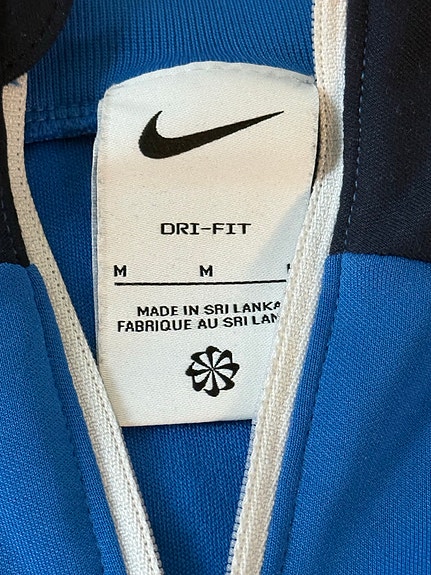 DRI-FIT
M M
MADE IN SRI LANKA
FABRIQUE AU SRI